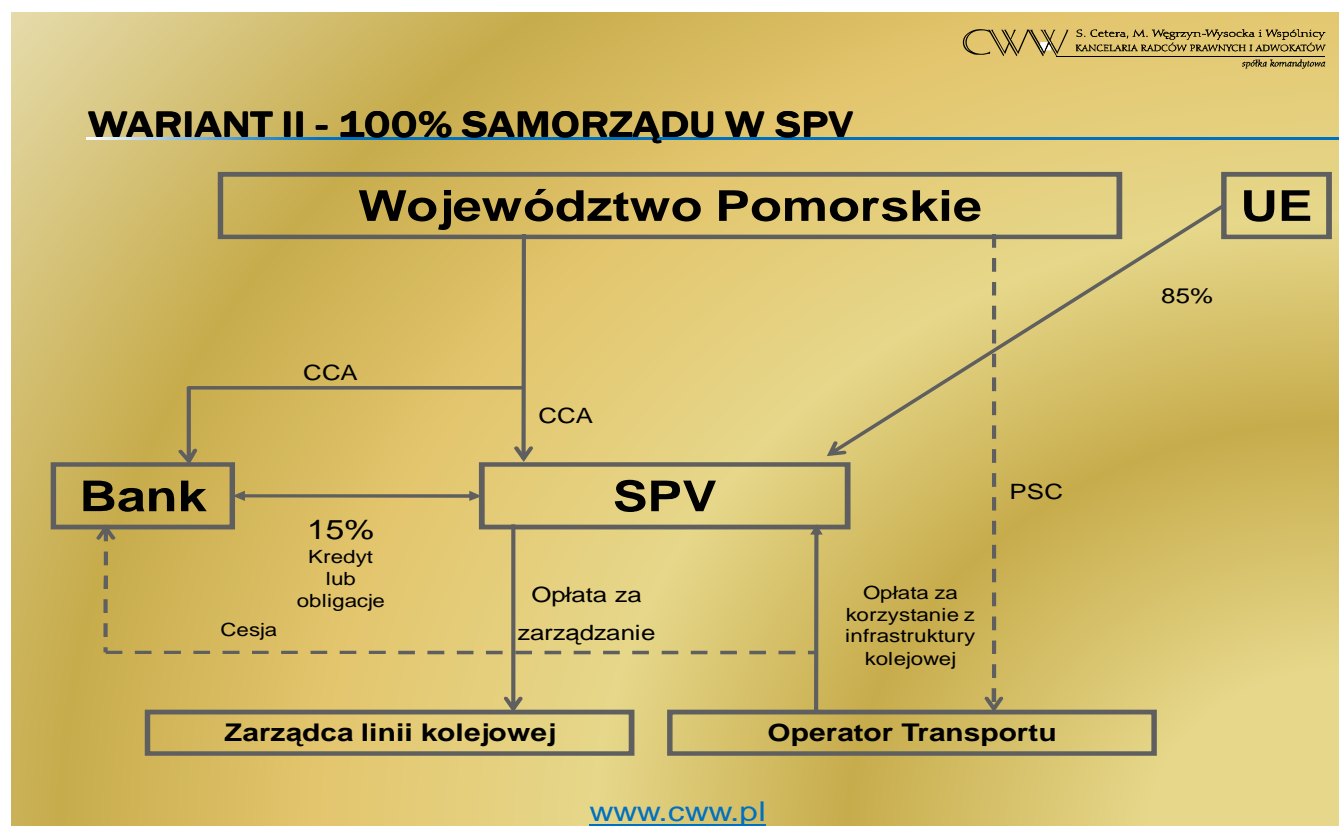 CWW
S. Cetera, M. Węgrzyn-Wysocka i Wspólnicy
KANCELARIA RADCÓW PRAWNYCH I ADWOKATÓW
spółka komandytowa
WARIANT II - 100% SAMORZĄDU W SPV
Województwo Pomorskie
UE
85%
CCA
CCA
Bank
SPV
PSC
15%
Kredyt
lub
obligacje
Opłata za
zarządzanie
Opłata za
korzystanie z
infrastruktury
kolejowej
Cesja
Zarządca linii kolejowej
Operator Transportu
www.cww.pl